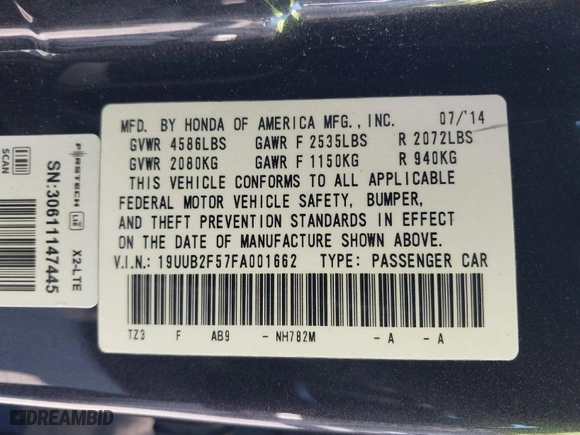 MFD. BY HONDA OF AMERICA MFG., INC. 07/'14
GVWR 4586LBS GAWR F 2535LBS R 2072LBS
GVWR 2080KG GAWR F 1150KG R 940KG
THIS VEHICLE CONFORMS TO ALL APPLICABLE
FEDERAL MOTOR VEHICLE SAFETY, BUMPER,
AND THEFT PREVENTION STANDARDS IN EFFECT
ON THE DATE OF MANUFACTURE SHOWN ABOVE.
V.I.N. : 19UUB2F57FA001662 TYPE: PASSENGER CAR
TZ3 F AB9 - NH782M - A - A
SCAN
SN:30611147445
FIRSTECH LTE X2-LTE
DREAMBID